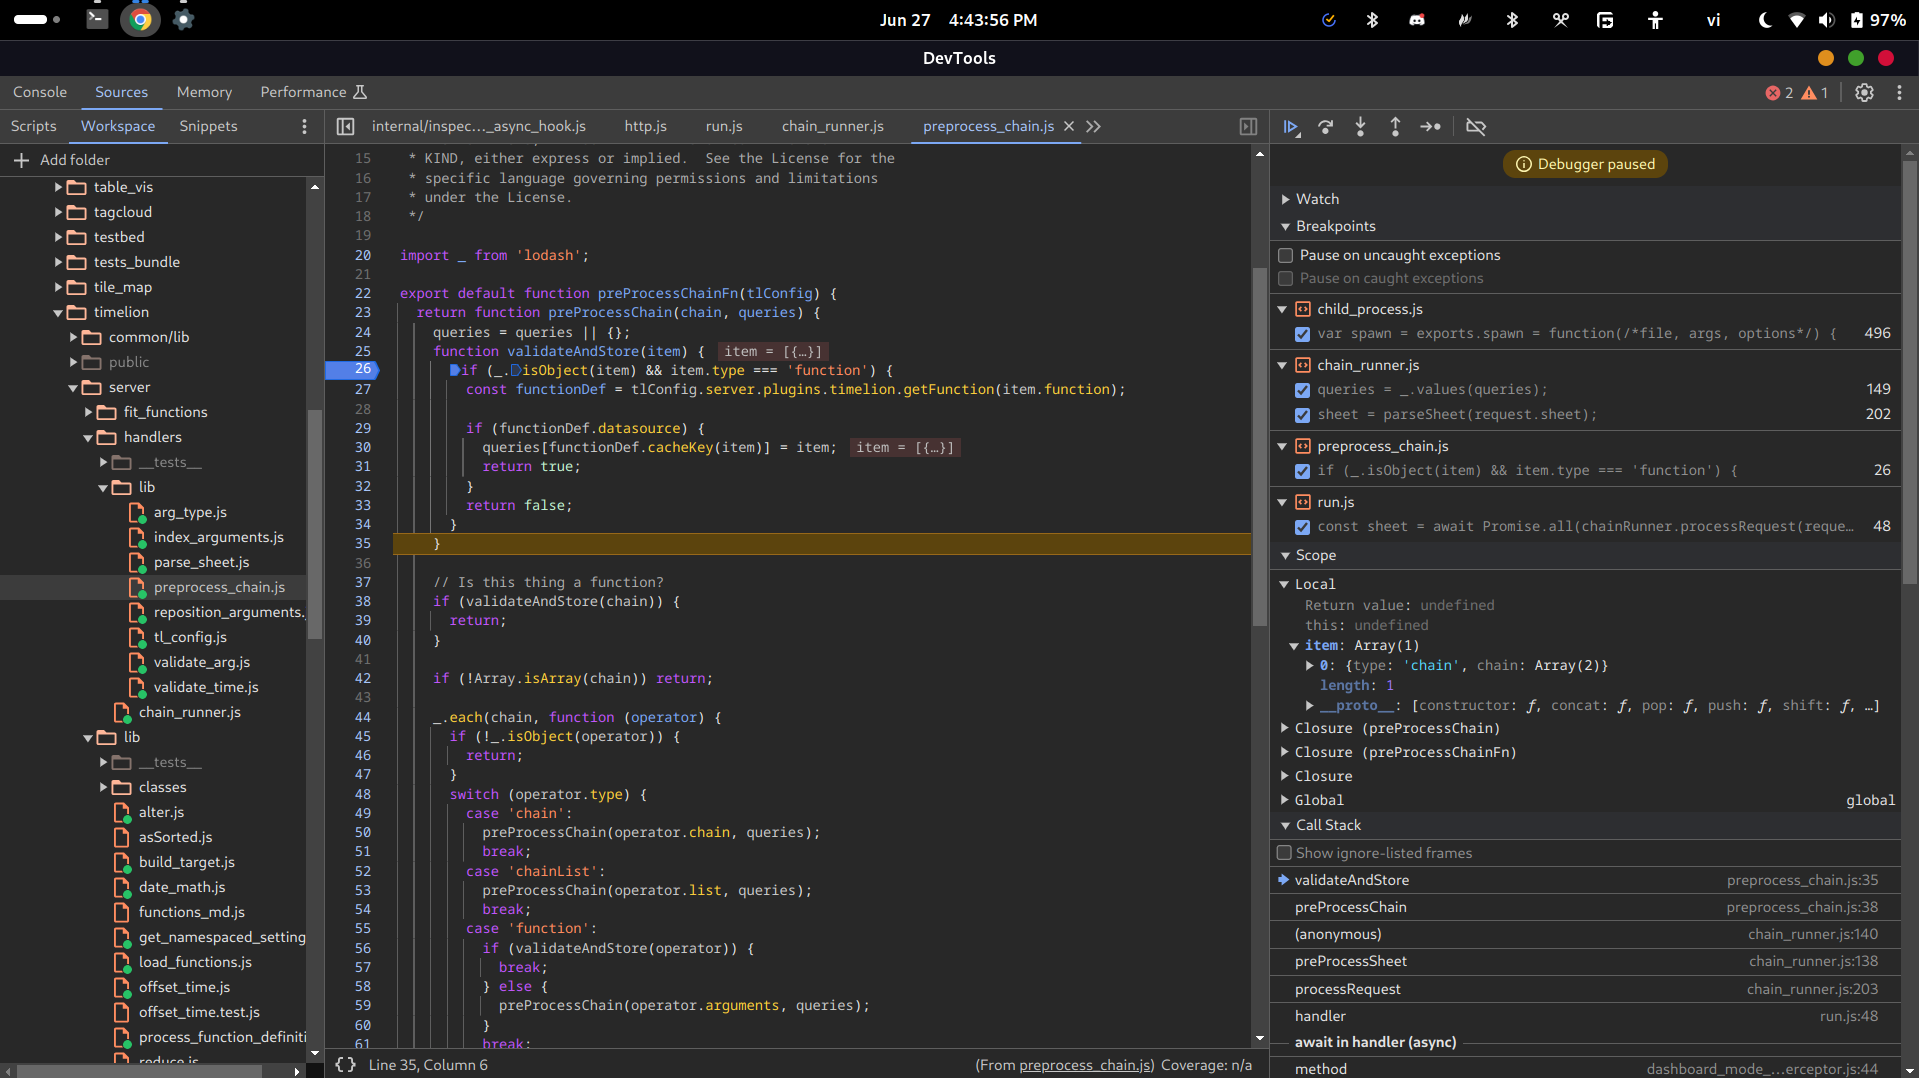 Jun 27 4:43:56 PM
vi
97%
DevTools
Console Sources Memory Performance
2 1
Scripts Workspace Snippets
Add folder
table_vis
tagcloud
testbed
tests_bundle
tile_map
timelion
common/lib
public
server
fit_functions
handlers
__tests__
lib
arg_type.js
index_arguments.js
parse_sheet.js
preprocess_chain.js
reposition_arguments.
tl_config.js
validate_arg.js
validate_time.js
chain_runner.js
lib
__tests__
classes
alter.js
asSorted.js
build_target.js
date_math.js
functions_md.js
get_namespaced_setting
load_functions.js
offset_time.js
offset_time.test.js
process_function_definiti
reduce.js
internal/inspec…_async_hook.js http.js run.js chain_runner.js preprocess_chain.js
15 * KIND, either express or implied.  See the License for the
16 * specific language governing permissions and limitations
17 * under the License.
18 */
19
20 import _ from 'lodash';
21
22 export default function preProcessChainFn(tlConfig) {
23 return function preProcessChain(chain, queries) {
24 queries = queries || {};
25 function validateAndStore(item) { item = [{…}]
26 if (_.isObject(item) && item.type === 'function') {
27 const functionDef = tlConfig.server.plugins.timelion.getFunction(item.function);
28
29 if (functionDef.datasource) {
30 queries[functionDef.cacheKey(item)] = item; item = [{…}]
31 return true;
32 }
33 return false;
34 }
35 }
36
37 // Is this thing a function?
38 if (validateAndStore(chain)) {
39 return;
40 }
41
42 if (!Array.isArray(chain)) return;
43
44 _.each(chain, function (operator) {
45 if (!_.isObject(operator)) {
46 return;
47 }
48 switch (operator.type) {
49 case 'chain':
50 preProcessChain(operator.chain, queries);
51 break;
52 case 'chainList':
53 preProcessChain(operator.list, queries);
54 break;
55 case 'function':
56 if (validateAndStore(operator)) {
57 break;
58 } else {
59 preProcessChain(operator.arguments, queries);
60 }
61 break;
{ } Line 35, Column 6 (From preprocess_chain.js) Coverage: n/a
Debugger paused
Watch
Breakpoints
Pause on uncaught exceptions
Pause on caught exceptions
child_process.js
var spawn = exports.spawn = function(/*file, args, options*/) { 496
chain_runner.js
queries = _.values(queries); 149
sheet = parseSheet(request.sheet); 202
preprocess_chain.js
if (_.isObject(item) && item.type === 'function') { 26
run.js
const sheet = await Promise.all(chainRunner.processRequest(reque… 48
Scope
Local
Return value: undefined
this: undefined
item: Array(1)
0: {type: 'chain', chain: Array(2)}
length: 1
__proto__: [constructor: ƒ, concat: ƒ, pop: ƒ, push: ƒ, shift: ƒ, …]
Closure (preProcessChain)
Closure (preProcessChainFn)
Closure
Global global
Call Stack
Show ignore-listed frames
validateAndStore preprocess_chain.js:35
preProcessChain preprocess_chain.js:38
(anonymous) chain_runner.js:140
preProcessSheet chain_runner.js:138
processRequest chain_runner.js:203
handler run.js:48
await in handler (async)
method dashboard_mode_…erceptor.js:44